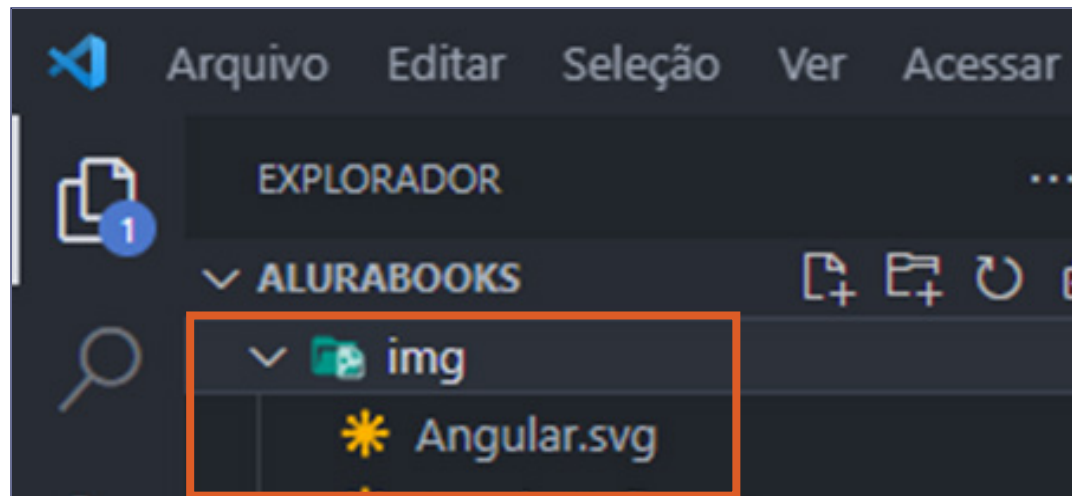 Arquivo Editar Seleção Ver Acessar
EXPLORADOR ...
1
ALURABOOKS
img
Angular.svg